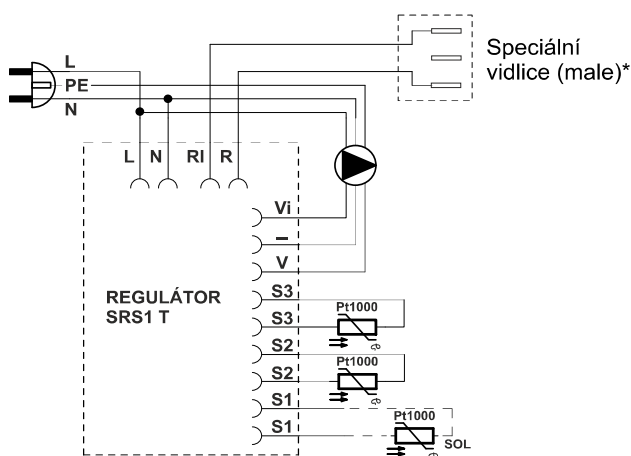 Speciální
vidlice (male)*
L
PE
N
L N RI R
Vi
–
V
REGULÁTOR
SRS1 T
S3
Pt1000
S3
S2
Pt1000
S2
S1
Pt1000
S1
SOL